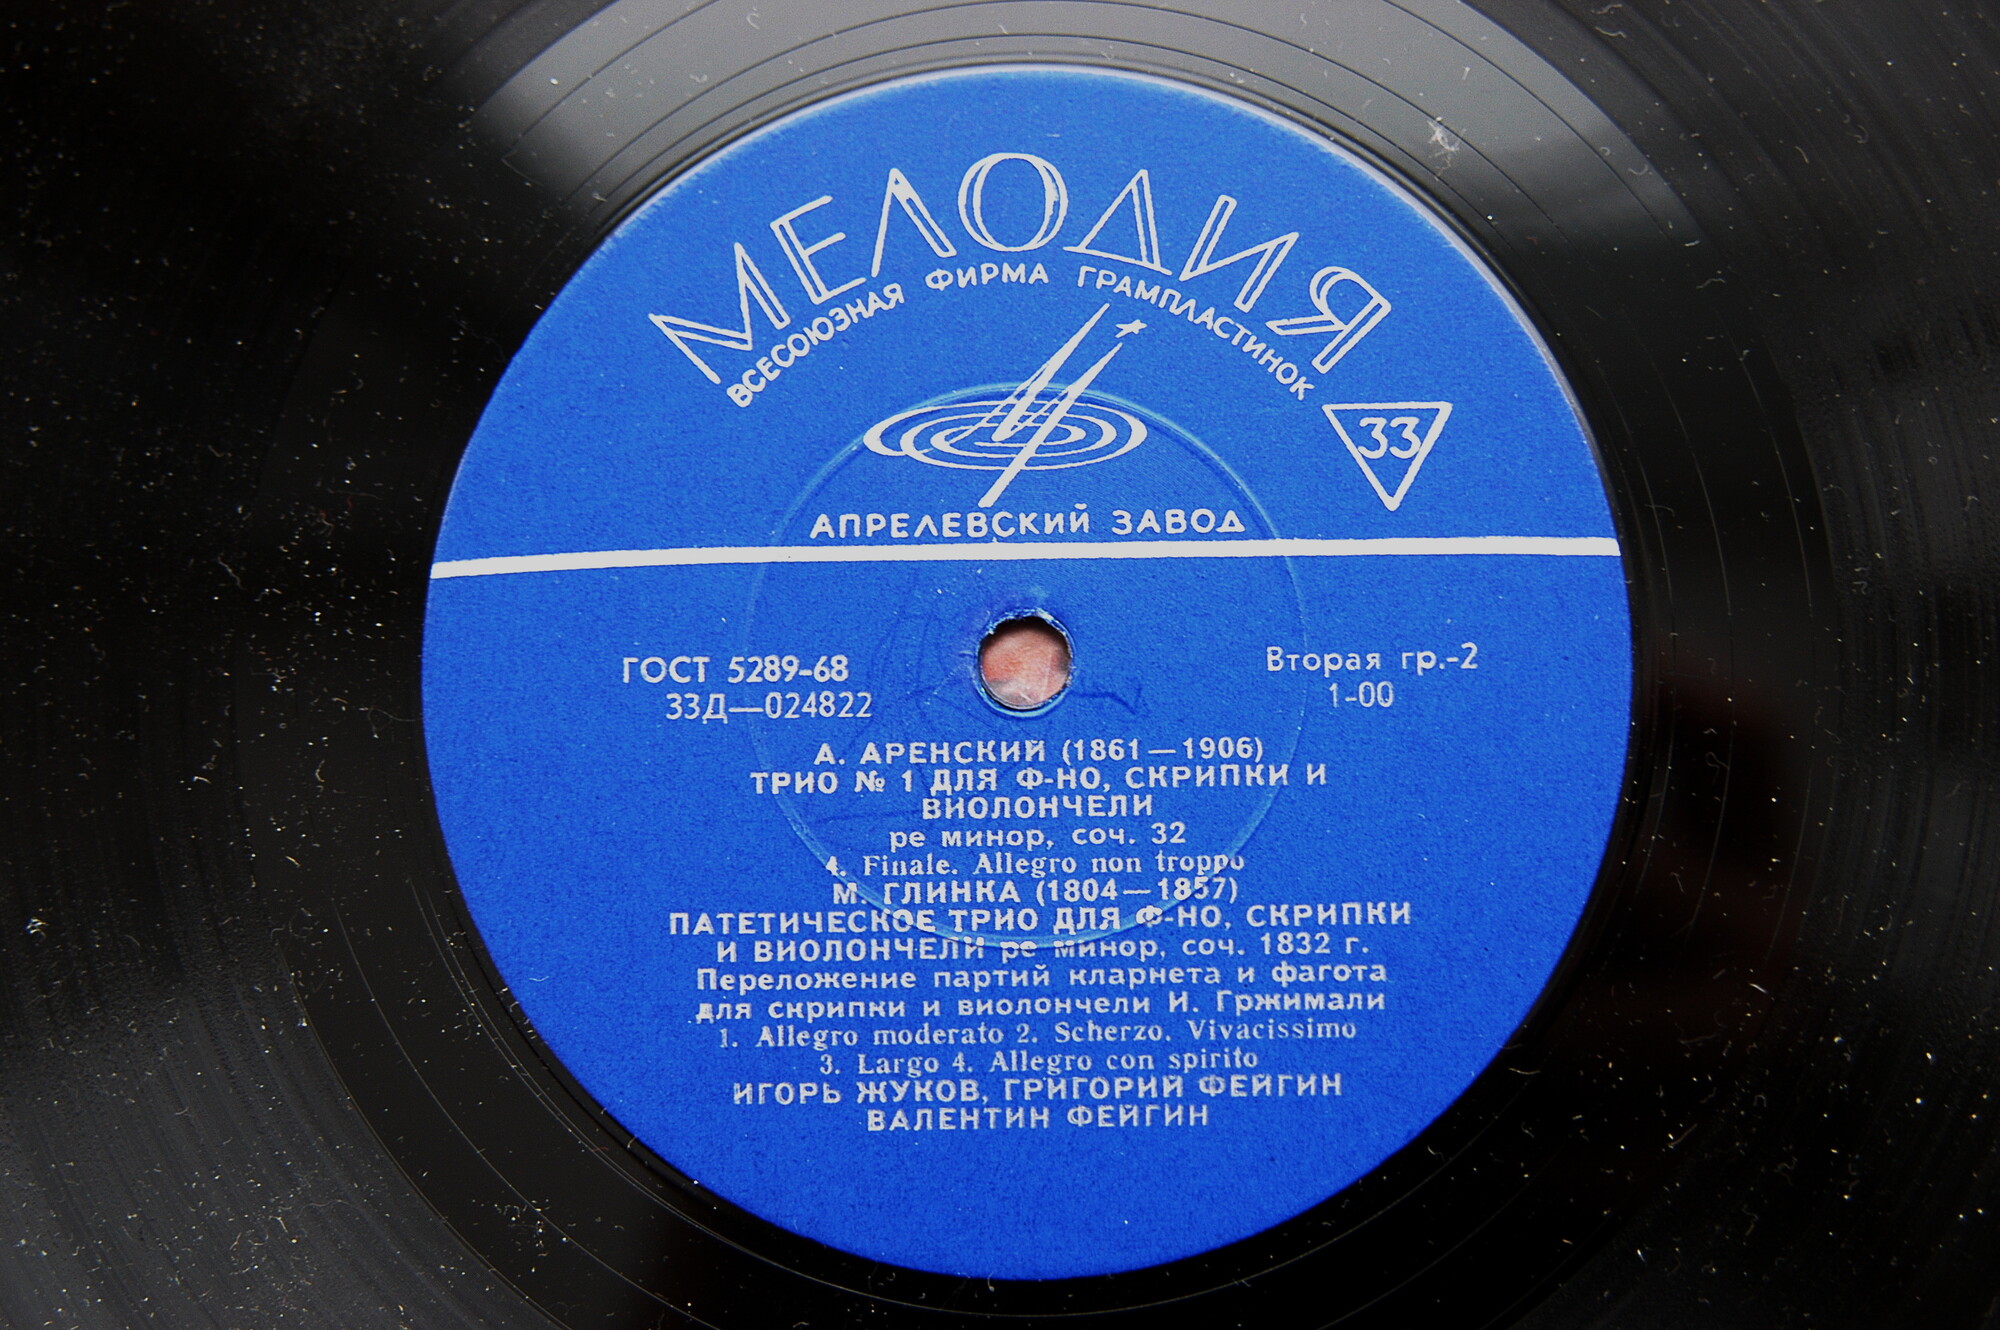 МЕЛОДИЯ
ВСЕСОЮЗНАЯ ФИРМА ГРАМПЛАСТИНОК
33
АПРЕЛЕВСКИЙ ЗАВОД
ГОСТ 5289-68
33Д—024822
Вторая гр.-2
1-00
А. АРЕНСКИЙ (1861—1906)
ТРИО № 1 ДЛЯ Ф-НО, СКРИПКИ И
ВИОЛОНЧЕЛИ
ре минор, соч. 32
4. Finale. Allegro non troppo
М. ГЛИНКА (1804—1857)
ПАТЕТИЧЕСКОЕ ТРИО ДЛЯ Ф-НО, СКРИПКИ
И ВИОЛОНЧЕЛИ ре минор, соч. 1832 г.
Переложение партий кларнета и фагота
для скрипки и виолончели И. Гржимали
1. Allegro moderato 2. Scherzo. Vivacissimo
3. Largo 4. Allegro con spirito
ИГОРЬ ЖУКОВ, ГРИГОРИЙ ФЕЙГИН
ВАЛЕНТИН ФЕЙГИН